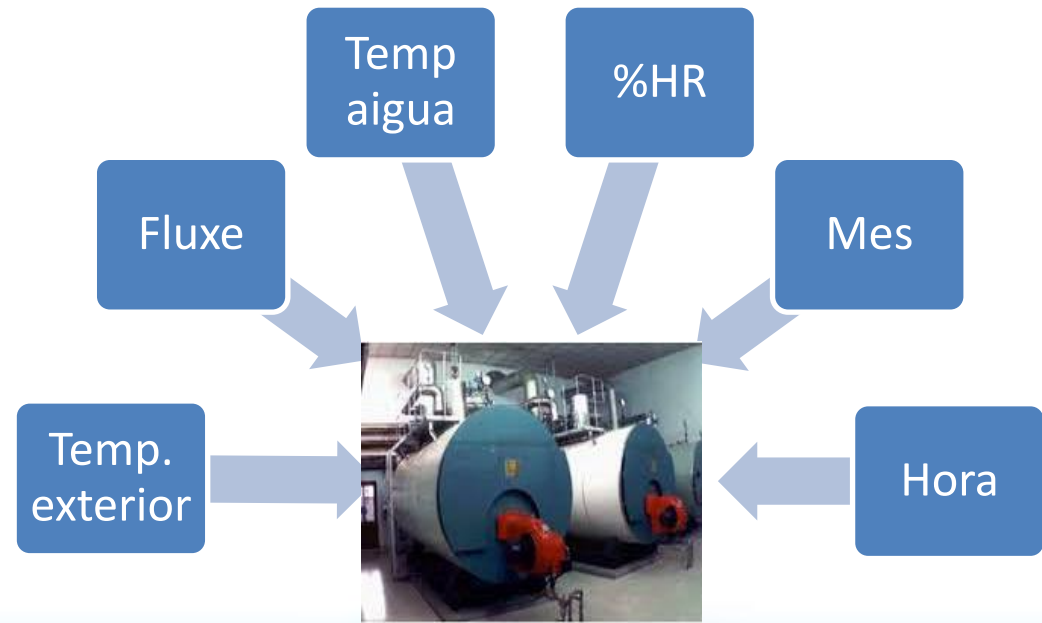 Temp
aigua
%HR
Fluxe
Mes
Temp.
exterior
Hora